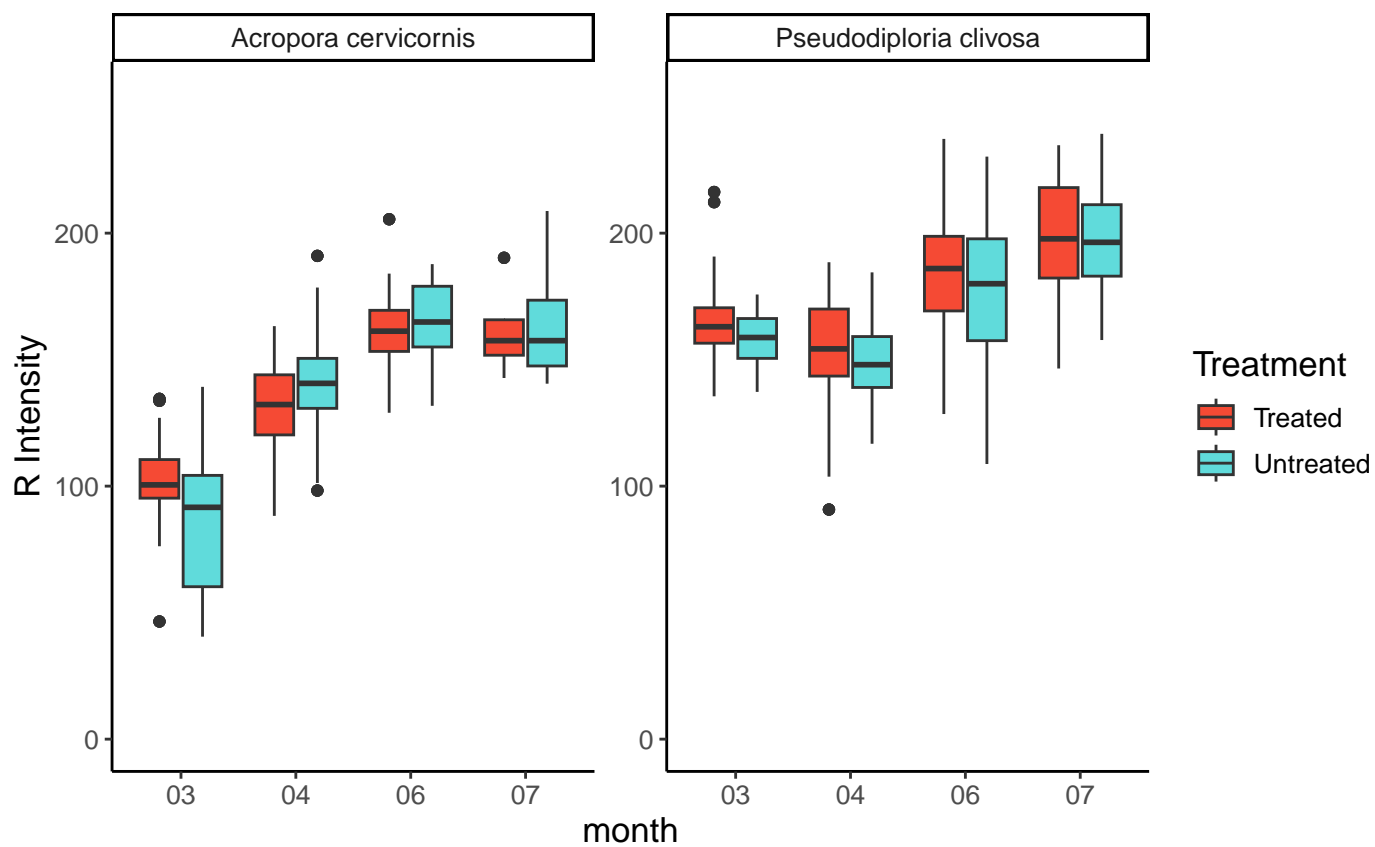 Acropora cervicornis
Pseudodiploria clivosa
R Intensity
200
100
0
200
100
0
03
04
06
07
03
04
06
07
month
Treatment
Treated
Untreated